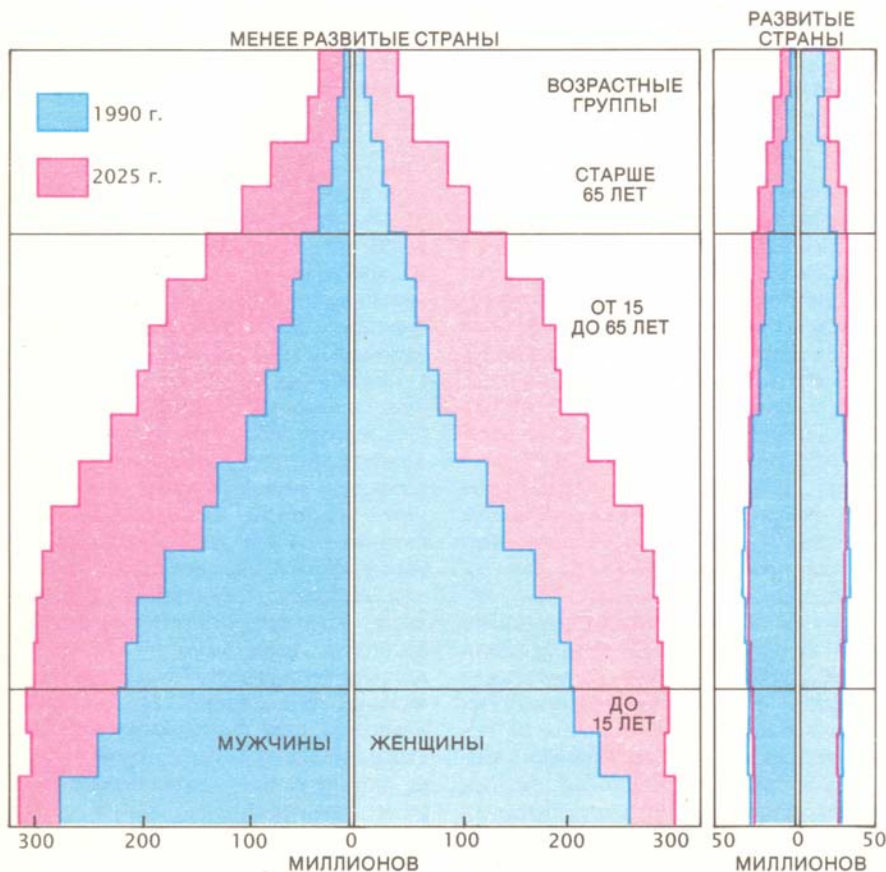 МЕНЕЕ РАЗВИТЫЕ СТРАНЫ
РАЗВИТЫЕ
СТРАНЫ
1990 г.
2025 г.
ВОЗРАСТНЫЕ
ГРУППЫ
СТАРШЕ
65 ЛЕТ
ОТ 15
ДО 65 ЛЕТ
ДО
15 ЛЕТ
МУЖЧИНЫ
ЖЕНЩИНЫ
300 200 100 0 100 200 300
МИЛЛИОНОВ
50 0 50
МИЛЛИОНОВ